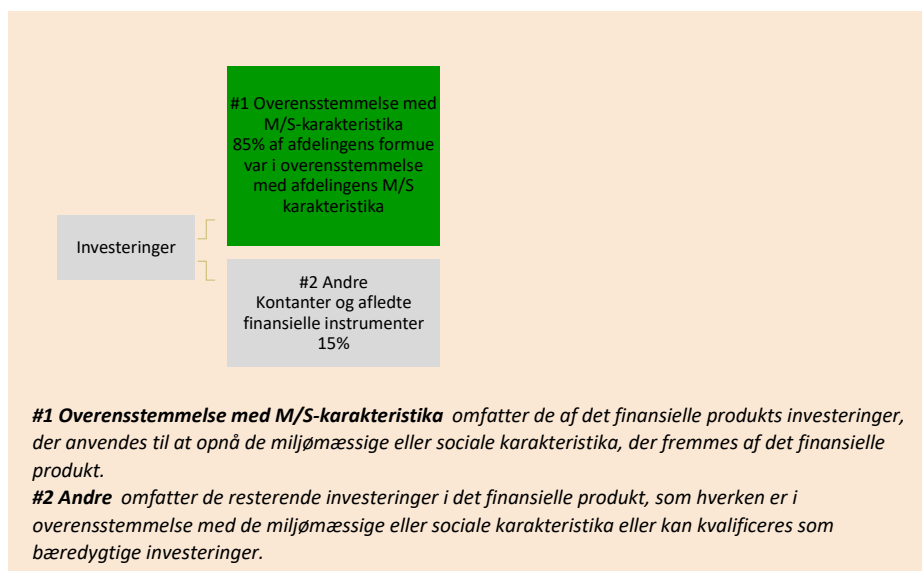 #1 Overensstemmelse med
M/S-karakteristika
85% af afdelingens formue
var i overensstemmelse
med afdelingens M/S
karakteristika
Investeringer
#2 Andre
Kontanter og afledte
finansielle instrumenter
15%
#1 Overensstemmelse med M/S-karakteristika omfatter de af det finansielle produkts investeringer,
der anvendes til at opnå de miljømæssige eller sociale karakteristika, der fremmes af det finansielle
produkt.
#2 Andre omfatter de resterende investeringer i det finansielle produkt, som hverken er i
overensstemmelse med de miljømæssige eller sociale karakteristika eller kan kvalificeres som
bæredygtige investeringer.